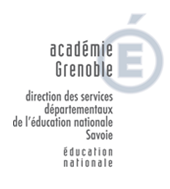 académie
Grenoble
É
direction des services
départementaux
de l'éducation nationale
Savoie
éducation
nationale